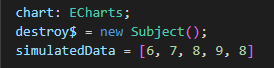 chart: ECharts;
destroy$ = new Subject();
simulatedData = [6, 7, 8, 9, 8]